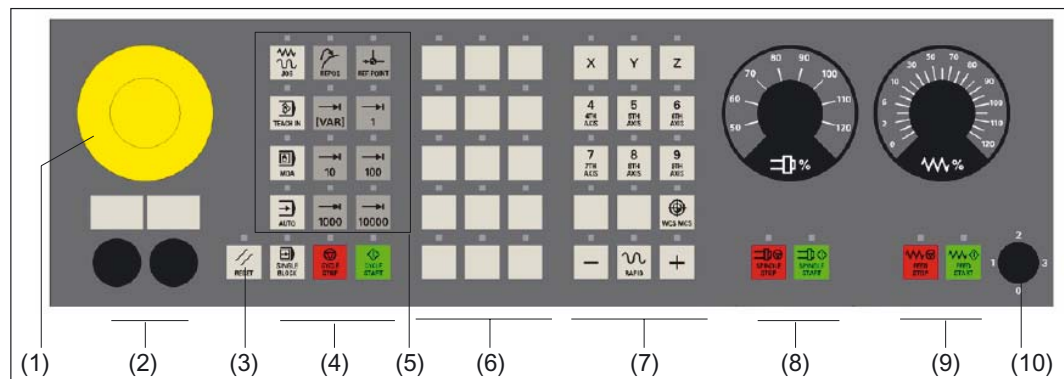 JOG REPOS REF POINT
TEACH IN [VAR] 1
MDA 10 100
AUTO 1000 10000
RESET SINGLE BLOCK CYCLE STOP CYCLE START
X Y Z
4 4TH AXIS 5 5TH AXIS 6 6TH AXIS
7 7TH AXIS 8 8TH AXIS 9 9TH AXIS
WCS MCS
− RAPID +
50 60 70 80 90 100 110 120
%
0 2 6 10 30 50 70 80 90 100 110 120
%
SPINDLE STOP SPINDLE START
FEED STOP FEED START
2
1 3
0
(1) (2) (3) (4) (5) (6) (7) (8) (9) (10)